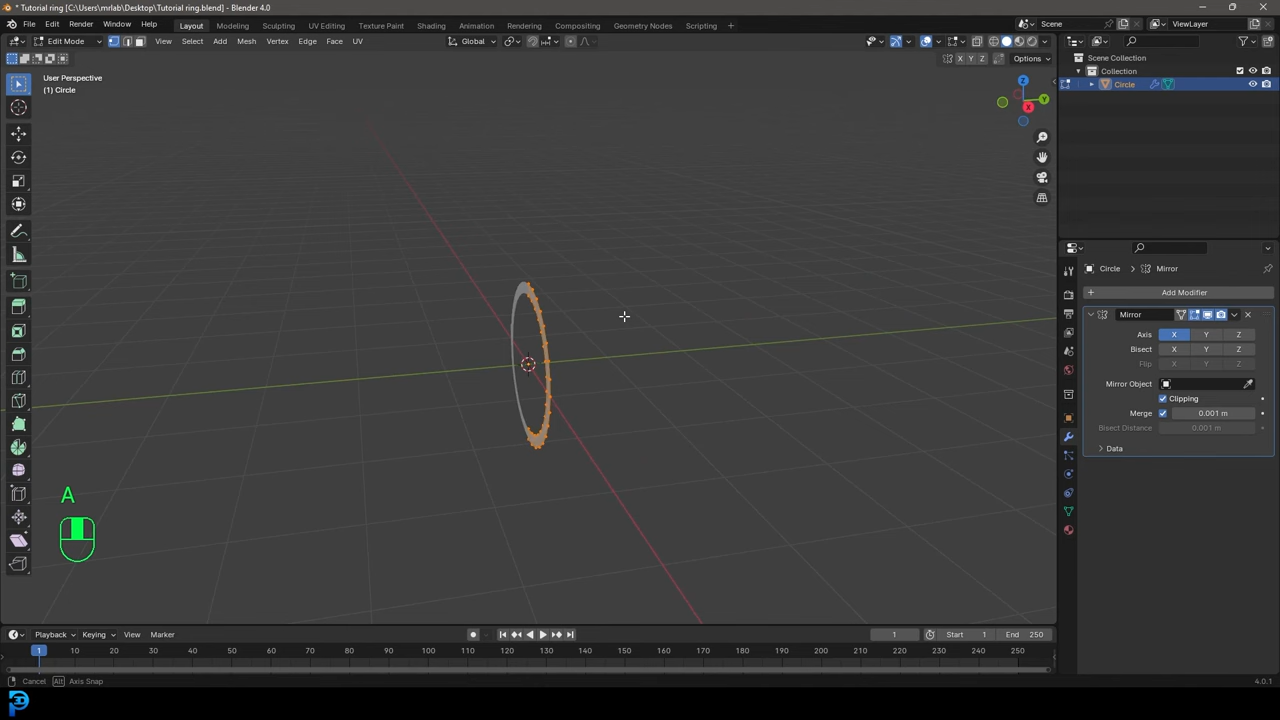 * Tutorial ring [C:\Users\mrlab\Desktop\Tutorial ring.blend] - Blender 4.0
File Edit Render Window Help Layout Modeling Sculpting UV Editing Texture Paint Shading Animation Rendering Compositing Geometry Nodes Scripting + Scene ViewLayer
Edit Mode View Select Add Mesh Vertex Edge Face UV Global
X Y Z Options
User Perspective
(1) Circle
Z
Y
X
Scene Collection
Collection
Circle
Circle > Mirror
+ Add Modifier
Mirror
Axis X Y Z
Bisect X Y Z
Flip X Y Z
Mirror Object
Clipping
Merge 0.001 m
Bisect Distance 0.001 m
Data
A
Playback Keying View Marker 1 Start 1 End 250
1 10 20 30 40 50 60 70 80 90 100 110 120 130 140 150 160 170 180 190 200 210 220 230 240 250
Cancel Alt Axis Snap 4.0.1